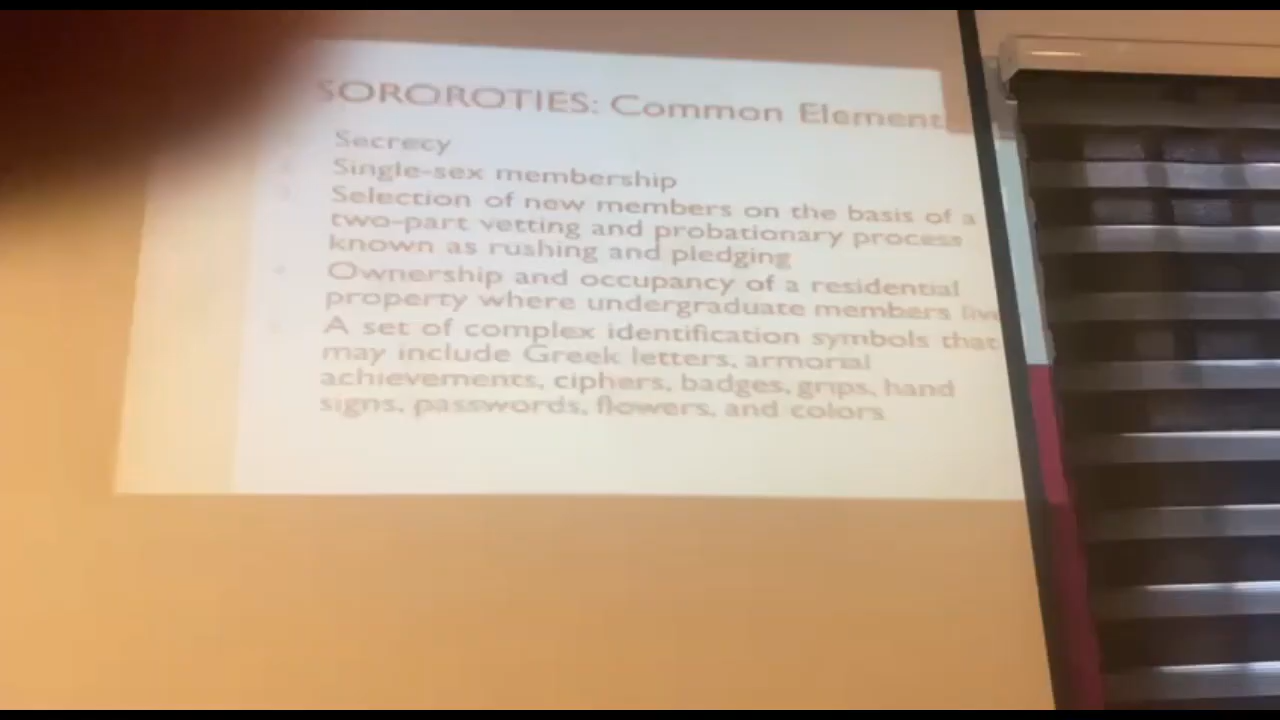 SOROROTIES: Common Element
Secrecy
Single-sex membership
Selection of new members on the basis of a
two-part vetting and probationary process
known as rushing and pledging
Ownership and occupancy of a residential
property where undergraduate members live
A set of complex identification symbols that
may include Greek letters, armorial
achievements, ciphers, badges, grips, hand
signs, passwords, flowers, and colors